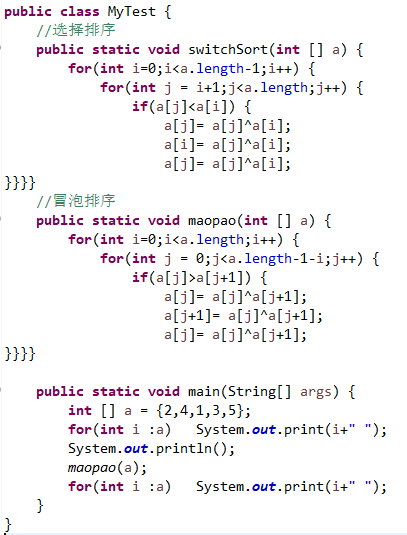 public class MyTest {
    //选择排序
    public static void switchSort(int [] a) {
        for(int i=0;i<a.length-1;i++) {
            for(int j = i+1;j<a.length;j++) {
                if(a[j]<a[i]) {
                    a[j]= a[j]^a[i];
                    a[i]= a[j]^a[i];
                    a[j]= a[j]^a[i];
}}}}
    //冒泡排序
    public static void maopao(int [] a) {
        for(int i=0;i<a.length;i++) {
            for(int j = 0;j<a.length-1-i;j++) {
                if(a[j]>a[j+1]) {
                    a[j]= a[j]^a[j+1];
                    a[j+1]= a[j]^a[j+1];
                    a[j]= a[j]^a[j+1];
}}}}
    public static void main(String[] args) {
        int [] a = {2,4,1,3,5};
        for(int i :a)   System.out.print(i+" ");
        System.out.println();
        maopao(a);
        for(int i :a)   System.out.print(i+" ");
    }
}